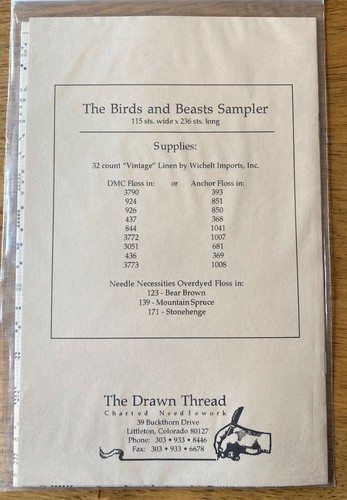 The Birds and Beasts Sampler
115 sts. wide x 236 sts. long
Supplies:
32 count "Vintage" Linen by Wichelt Imports, Inc.
DMC Floss in: or Anchor Floss in:
3790 393
924 851
926 850
437 368
844 1041
3772 1007
3051 681
436 369
3773 1008
Needle Necessities Overdyed Floss in:
123 - Bear Brown
139 - Mountain Spruce
171 - Stonehenge
The Drawn Thread
Charted Needlework
39 Buckthorn Drive
Littleton, Colorado 80127
Phone: 303 • 933 • 8446
Fax: 303 • 933 • 6678